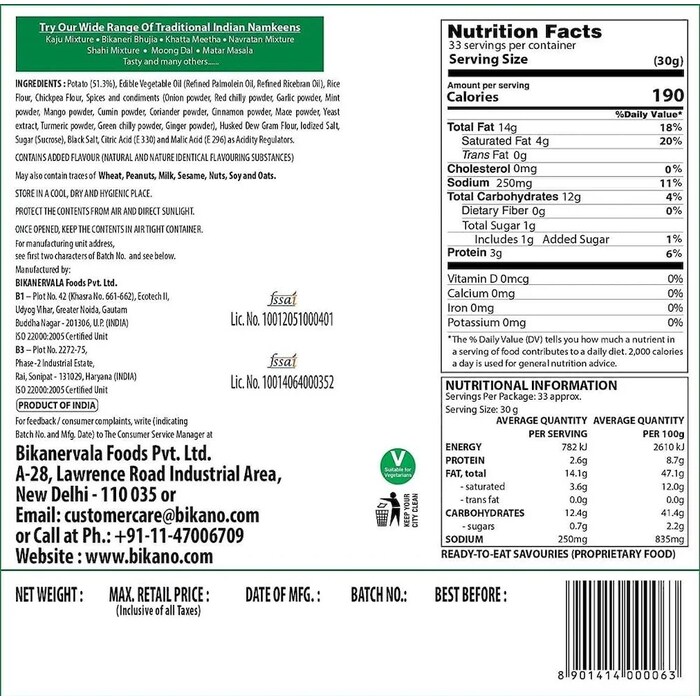 Try Our Wide Range Of Traditional Indian Namkeens
Kaju Mixture • Bikaneri Bhujia • Khatta Meetha • Navratan Mixture
Shahi Mixture • Moong Dal • Matar Masala
Tasty and many others......
INGREDIENTS : Potato (51.3%), Edible Vegetable Oil (Refined Palmolein Oil, Refined Ricebran Oil), Rice
Flour, Chickpea Flour, Spices and condiments (Onion powder, Red chilly powder, Garlic powder, Mint
powder, Mango powder, Cumin powder, Coriander powder, Cinnamon powder, Mace powder, Yeast
extract, Turmeric powder, Green chilly powder, Ginger powder), Husked Dew Gram Flour, Iodized Salt,
Sugar (Sucrose), Black Salt, Citric Acid (E 330) and Malic Acid (E 296) as Acidity Regulators.
CONTAINS ADDED FLAVOUR (NATURAL AND NATURE IDENTICAL FLAVOURING SUBSTANCES)
May also contain traces of Wheat, Peanuts, Milk, Sesame, Nuts, Soy and Oats.
STORE IN A COOL, DRY AND HYGIENIC PLACE.
PROTECT THE CONTENTS FROM AIR AND DIRECT SUNLIGHT.
ONCE OPENED, KEEP THE CONTENTS IN AIR TIGHT CONTAINER.
For manufacturing unit address,
see first two characters of Batch No. and see below.
Manufactured by:
BIKANERVALA Foods Pvt. Ltd.
B1 – Plot No. 42 (Khasra No. 661-662), Ecotech II,
Udyog Vihar, Greater Noida, Gautam
Buddha Nagar - 201306, U.P. (INDIA)
ISO 22000:2005 Certified Unit
fssai
Lic. No. 10012051000401
B3 – Plot No. 2272-75,
Phase -2 Industrial Estate,
Rai, Sonipat - 131029, Haryana (INDIA)
ISO 22000:2005 Certified Unit
fssai
Lic. No. 10014064000352
PRODUCT OF INDIA
For feedback / consumer complaints, write (indicating
Batch No. and Mfg. Date) to The Consumer Service Manager at
Bikanervala Foods Pvt. Ltd.
A-28, Lawrence Road Industrial Area,
New Delhi - 110 035 or
Email: customercare@bikano.com
or Call at Ph.: +91-11-47006709
Website : www.bikano.com
V
Suitable for
Vegetarians
KEEP YOUR
CITY CLEAN
Nutrition Facts
33 servings per container
Serving Size (30g)
Amount per serving
Calories 190
%Daily Value*
Total Fat 14g 18%
Saturated Fat 4g 20%
Trans Fat 0g
Cholesterol 0mg 0%
Sodium 250mg 11%
Total Carbohydrates 12g 4%
Dietary Fiber 0g 0%
Total Sugar 1g
Includes 1g Added Sugar 1%
Protein 3g 6%
Vitamin D 0mcg 0%
Calcium 0mg 0%
Iron 0mg 0%
Potassium 0mg 0%
*The % Daily Value (DV) tells you how much a nutrient in
a serving of food contributes to a daily diet. 2,000 calories
a day is used for general nutrition advice.
NUTRITIONAL INFORMATION
Servings Per Package: 33 approx.
Serving Size: 30 g
AVERAGE QUANTITY AVERAGE QUANTITY
PER SERVING PER 100g
ENERGY 782 kJ 2610 kJ
PROTEIN 2.6g 8.7g
FAT, total 14.1g 47.1g
- saturated 3.6g 12.0g
- trans fat 0.0g 0.0g
CARBOHYDRATES 12.4g 41.4g
- sugars 0.7g 2.2g
SODIUM 250mg 835mg
READY-TO-EAT SAVOURIES (PROPRIETARY FOOD)
NET WEIGHT : MAX. RETAIL PRICE : DATE OF MFG. : BATCH NO.: BEST BEFORE :
(Inclusive of all Taxes)
8 901414 000063